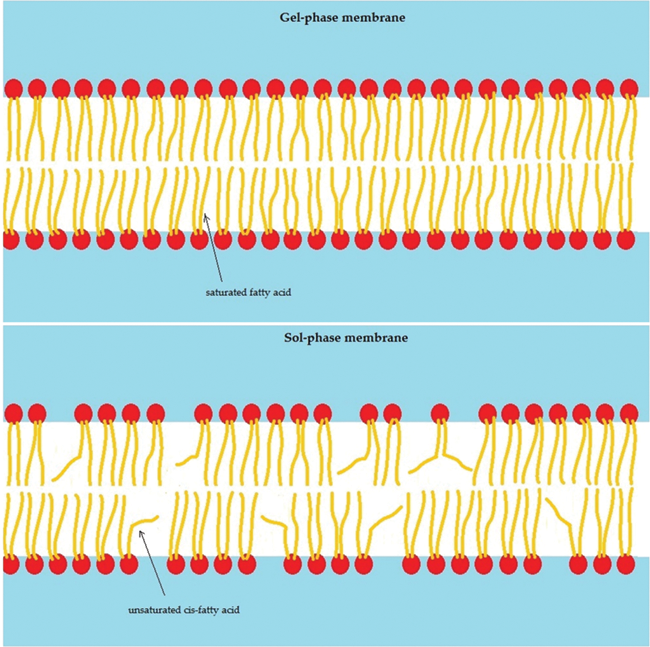 Gel-phase membrane
saturated fatty acid
Sol-phase membrane
unsaturated cis-fatty acid